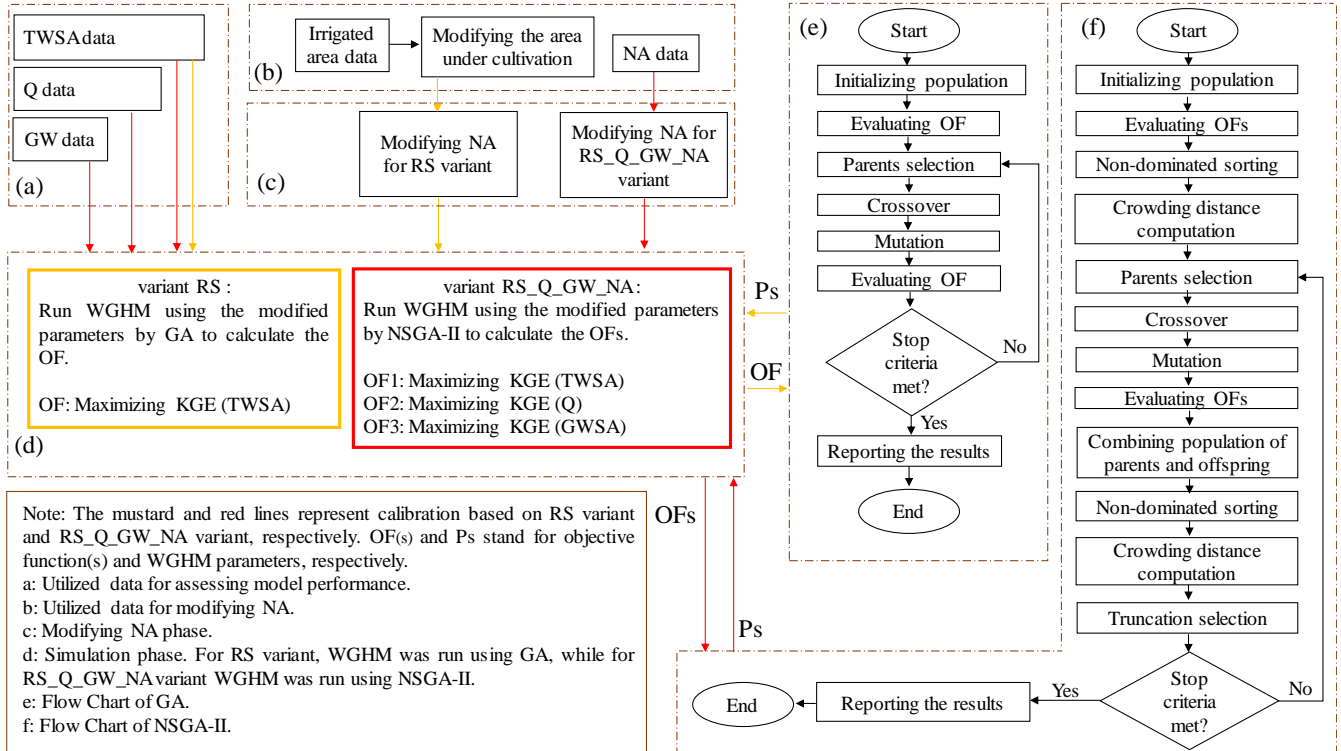 TWSA data
Q data
GW data
(a)
Irrigated
area data
Modifying the area
under cultivation
NA data
(b)
Modifying NA
for RS variant
Modifying NA for
RS_Q_GW_NA
variant
(c)
variant RS :
Run WGHM using the modified
parameters by GA to calculate the
OF.
OF: Maximizing KGE (TWSA)
variant RS_Q_GW_NA:
Run WGHM using the modified parameters
by NSGA-II to calculate the OFs.
OF1: Maximizing KGE (TWSA)
OF2: Maximizing KGE (Q)
OF3: Maximizing KGE (GWSA)
(d)
Ps
OF
OFs
Ps
Note: The mustard and red lines represent calibration based on RS variant
and RS_Q_GW_NA variant, respectively. OF(s) and Ps stand for objective
function(s) and WGHM parameters, respectively.
a: Utilized data for assessing model performance.
b: Utilized data for modifying NA.
c: Modifying NA phase.
d: Simulation phase. For RS variant, WGHM was run using GA, while for
RS_Q_GW_NA variant WGHM was run using NSGA-II.
e: Flow Chart of GA.
f: Flow Chart of NSGA-II.
(e)
Start
Initializing population
Evaluating OF
Parents selection
Crossover
Mutation
Evaluating OF
Stop
criteria
met?
No
Yes
Reporting the results
End
(f)
Start
Initializing population
Evaluating OFs
Non-dominated sorting
Crowding distance
computation
Parents selection
Crossover
Mutation
Evaluating OFs
Combining population of
parents and offspring
Non-dominated sorting
Crowding distance
computation
Truncation selection
Stop
criteria
met?
No
Yes
Reporting the results
End